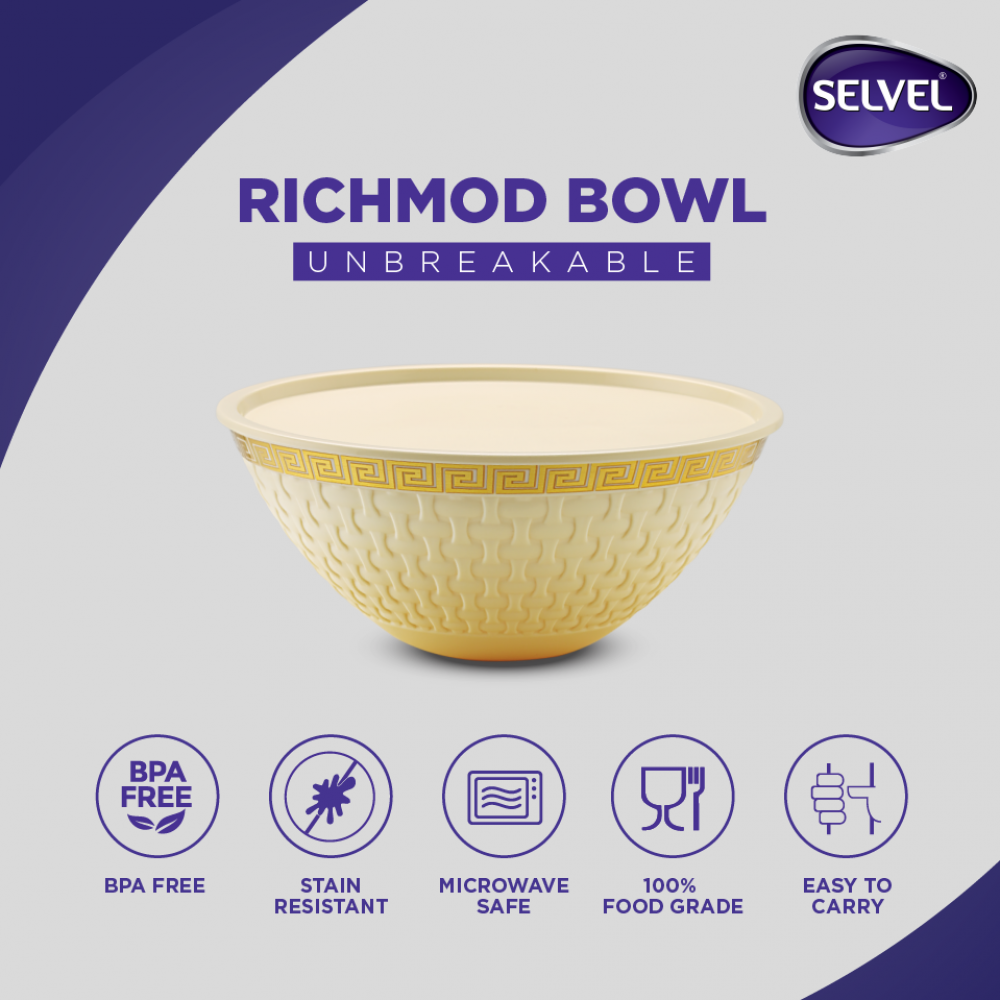 SELVEL®
RICHMOD BOWL
UNBREAKABLE
BPA
FREE
BPA FREE
STAIN
RESISTANT
MICROWAVE
SAFE
100%
FOOD GRADE
EASY TO
CARRY